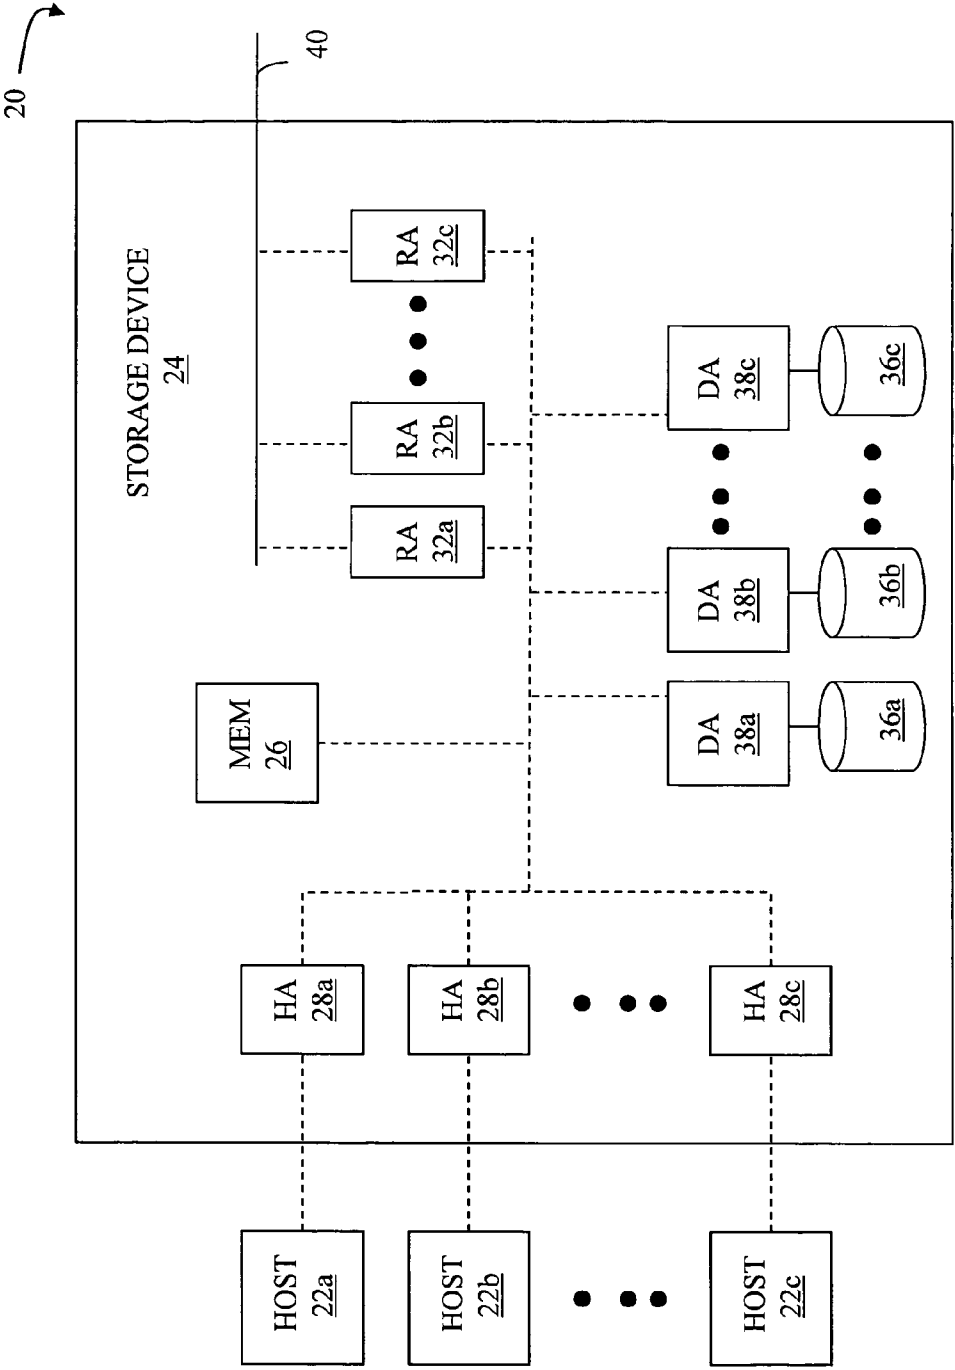 20
STORAGE DEVICE
24
40
MEM
26
RA
32a
RA
32b
RA
32c
HOST
22a
HA
28a
HOST
22b
HA
28b
HOST
22c
HA
28c
DA
38a
DA
38b
DA
38c
36a
36b
36c